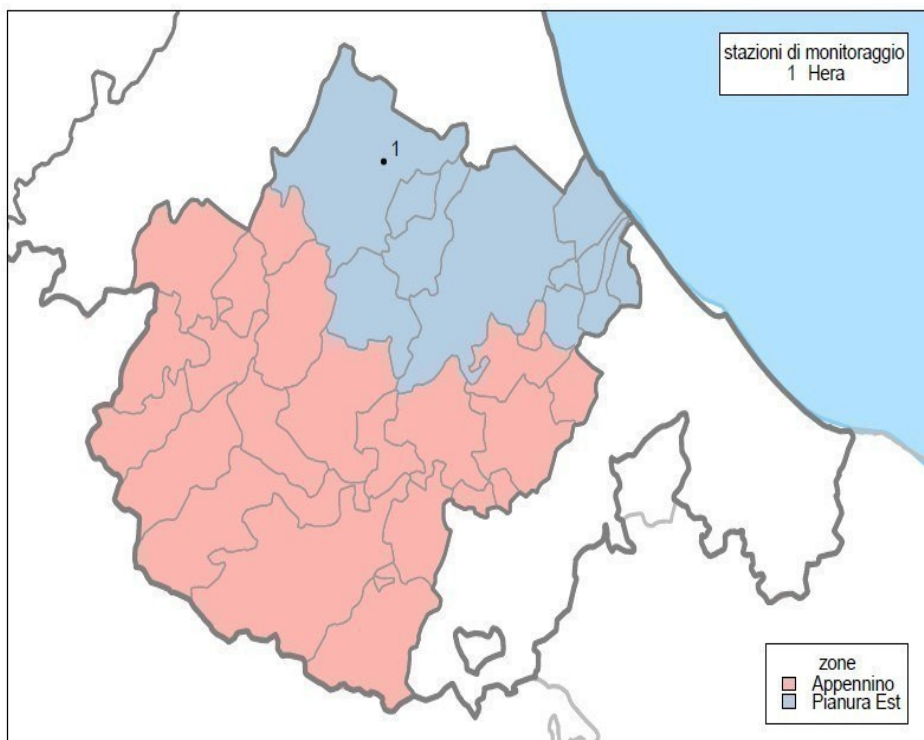 stazioni di monitoraggio
1 Hera
1
zone
Appennino
Pianura Est